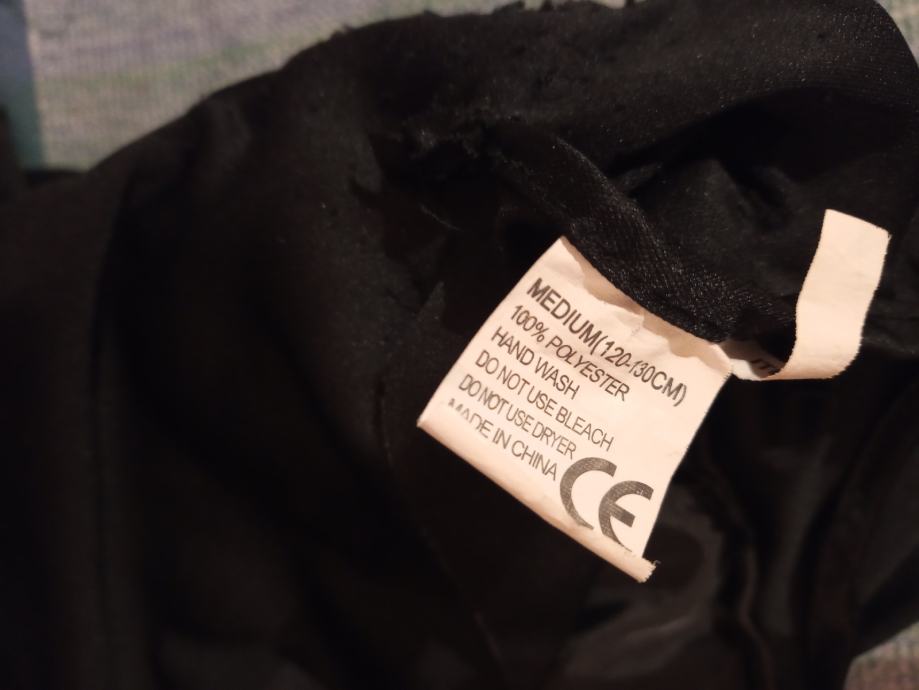 MEDIUM(120-130CM)
100% POLYESTER
HAND WASH
DO NOT USE BLEACH
DO NOT USE DRYER
MADE IN CHINA
CE